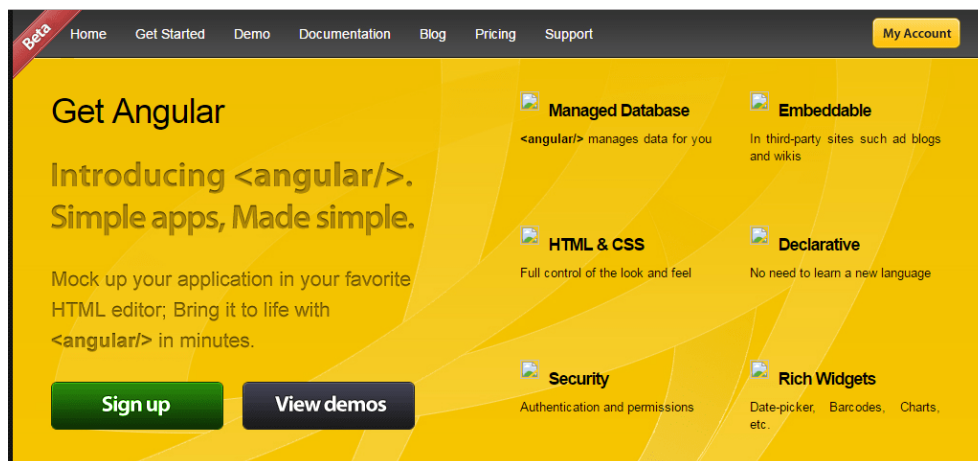 Beta
Home Get Started Demo Documentation Blog Pricing Support My Account
Get Angular
Introducing <angular/>.
Simple apps, Made simple.
Mock up your application in your favorite
HTML editor; Bring it to life with
<angular/> in minutes.
Sign up View demos
Managed Database
<angular/> manages data for you
Embeddable
In third-party sites such ad blogs
and wikis
HTML & CSS
Full control of the look and feel
Declarative
No need to learn a new language
Security
Authentication and permissions
Rich Widgets
Date-picker, Barcodes, Charts,
etc.